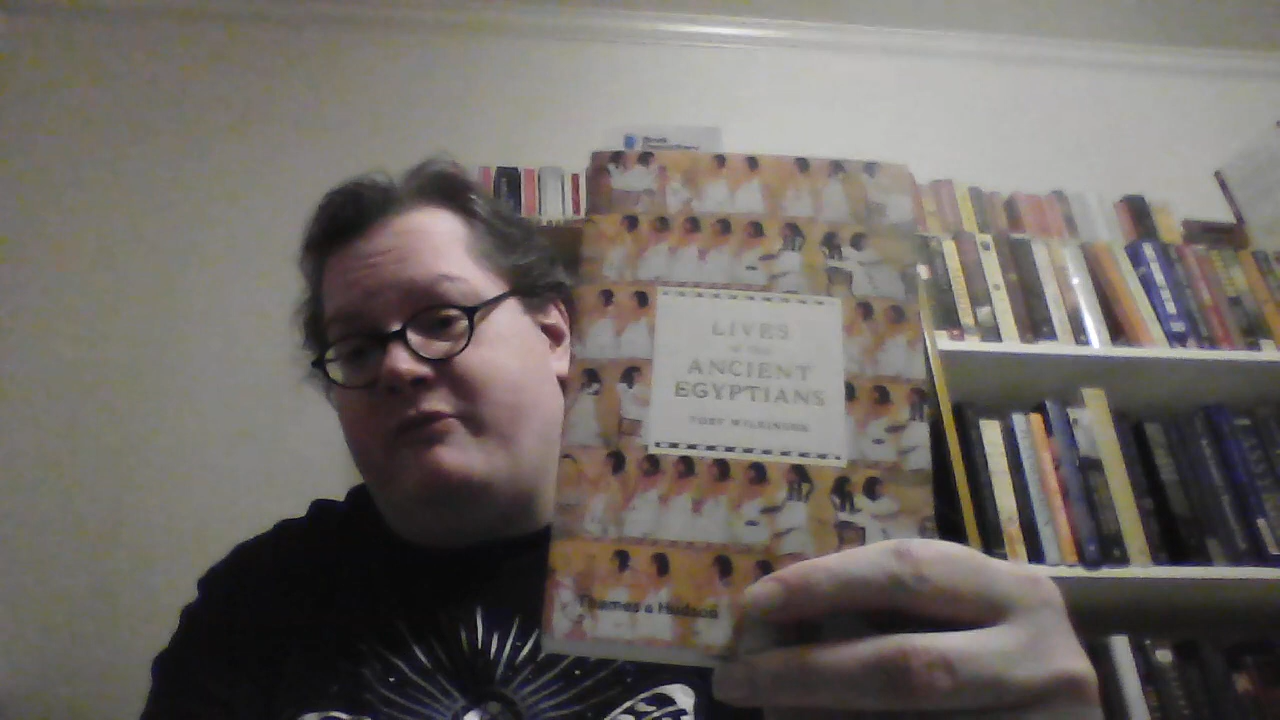 LIVES
OF THE
ANCIENT
EGYPTIANS
TOBY WILKINSON
Thames & Hudson